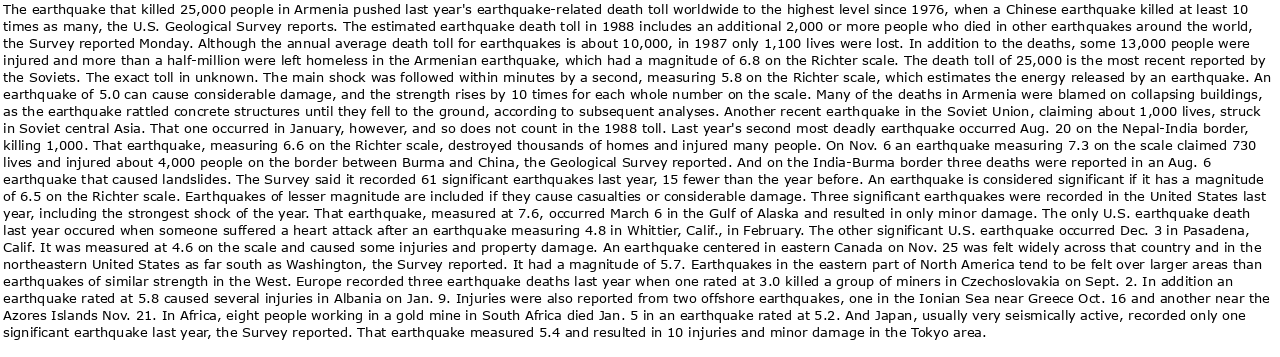 The earthquake that killed 25,000 people in Armenia pushed last year's earthquake-related death toll worldwide to the highest level since 1976, when a Chinese earthquake killed at least 10
times as many, the U.S. Geological Survey reports. The estimated earthquake death toll in 1988 includes an additional 2,000 or more people who died in other earthquakes around the world,
the Survey reported Monday. Although the annual average death toll for earthquakes is about 10,000, in 1987 only 1,100 lives were lost. In addition to the deaths, some 13,000 people were
injured and more than a half-million were left homeless in the Armenian earthquake, which had a magnitude of 6.8 on the Richter scale. The death toll of 25,000 is the most recent reported by
the Soviets. The exact toll in unknown. The main shock was followed within minutes by a second, measuring 5.8 on the Richter scale, which estimates the energy released by an earthquake. An
earthquake of 5.0 can cause considerable damage, and the strength rises by 10 times for each whole number on the scale. Many of the deaths in Armenia were blamed on collapsing buildings,
as the earthquake rattled concrete structures until they fell to the ground, according to subsequent analyses. Another recent earthquake in the Soviet Union, claiming about 1,000 lives, struck
in Soviet central Asia. That one occurred in January, however, and so does not count in the 1988 toll. Last year's second most deadly earthquake occurred Aug. 20 on the Nepal-India border,
killing 1,000. That earthquake, measuring 6.6 on the Richter scale, destroyed thousands of homes and injured many people. On Nov. 6 an earthquake measuring 7.3 on the scale claimed 730
lives and injured about 4,000 people on the border between Burma and China, the Geological Survey reported. And on the India-Burma border three deaths were reported in an Aug. 6
earthquake that caused landslides. The Survey said it recorded 61 significant earthquakes last year, 15 fewer than the year before. An earthquake is considered significant if it has a magnitude
of 6.5 on the Richter scale. Earthquakes of lesser magnitude are included if they cause casualties or considerable damage. Three significant earthquakes were recorded in the United States last
year, including the strongest shock of the year. That earthquake, measured at 7.6, occurred March 6 in the Gulf of Alaska and resulted in only minor damage. The only U.S. earthquake death
last year occured when someone suffered a heart attack after an earthquake measuring 4.8 in Whittier, Calif., in February. The other significant U.S. earthquake occurred Dec. 3 in Pasadena,
Calif. It was measured at 4.6 on the scale and caused some injuries and property damage. An earthquake centered in eastern Canada on Nov. 25 was felt widely across that country and in the
northeastern United States as far south as Washington, the Survey reported. It had a magnitude of 5.7. Earthquakes in the eastern part of North America tend to be felt over larger areas than
earthquakes of similar strength in the West. Europe recorded three earthquake deaths last year when one rated at 3.0 killed a group of miners in Czechoslovakia on Sept. 2. In addition an
earthquake rated at 5.8 caused several injuries in Albania on Jan. 9. Injuries were also reported from two offshore earthquakes, one in the Ionian Sea near Greece Oct. 16 and another near the
Azores Islands Nov. 21. In Africa, eight people working in a gold mine in South Africa died Jan. 5 in an earthquake rated at 5.2. And Japan, usually very seismically active, recorded only one
significant earthquake last year, the Survey reported. That earthquake measured 5.4 and resulted in 10 injuries and minor damage in the Tokyo area.